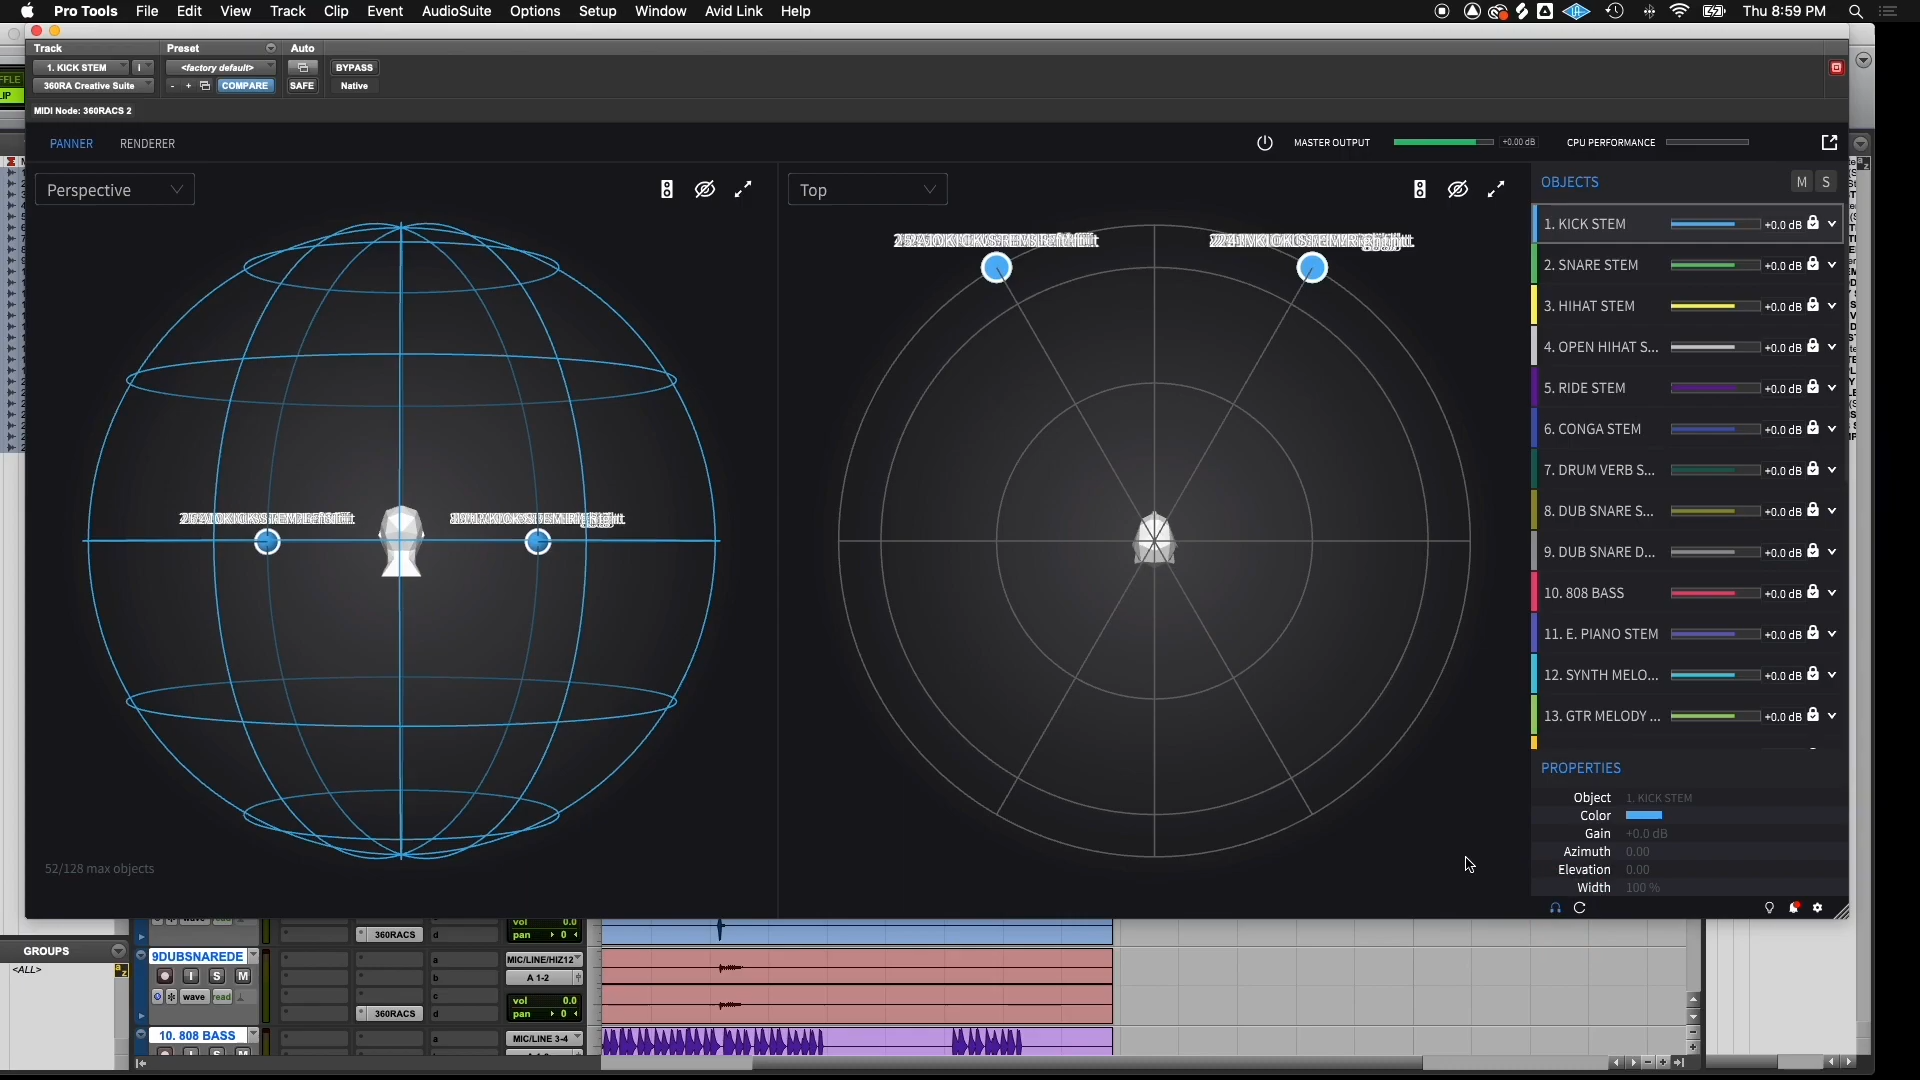 Pro Tools File Edit View Track Clip Event AudioSuite Options Setup Window Avid Link Help Thu 8:59 PM
Track Preset Auto
1. KICK STEM i <factory default> BYPASS
360RA Creative Suite - + COMPARE SAFE Native
MIDI Node: 360RACS 2
PANNER RENDERER MASTER OUTPUT +0.00 dB CPU PERFORMANCE
Perspective Top OBJECTS M S
1. KICK STEM +0.0 dB
2. SNARE STEM +0.0 dB
3. HIHAT STEM +0.0 dB
4. OPEN HIHAT S... +0.0 dB
5. RIDE STEM +0.0 dB
6. CONGA STEM +0.0 dB
7. DRUM VERB S... +0.0 dB
8. DUB SNARE S... +0.0 dB
9. DUB SNARE D... +0.0 dB
10. 808 BASS +0.0 dB
11. E. PIANO STEM +0.0 dB
12. SYNTH MELO... +0.0 dB
13. GTR MELODY ... +0.0 dB
PROPERTIES
Object 1. KICK STEM
Color
Gain +0.0 dB
Azimuth 0.00
Elevation 0.00
Width 100 %
52/128 max objects
vol 0.0
360RACS d pan 0
GROUPS
<ALL>
9DUBSNAREDE a MIC/LINE/HIZ12
I S M b A 1-2
wave read c vol 0.0
360RACS d pan 0
10. 808 BASS a MIC/LINE 3-4